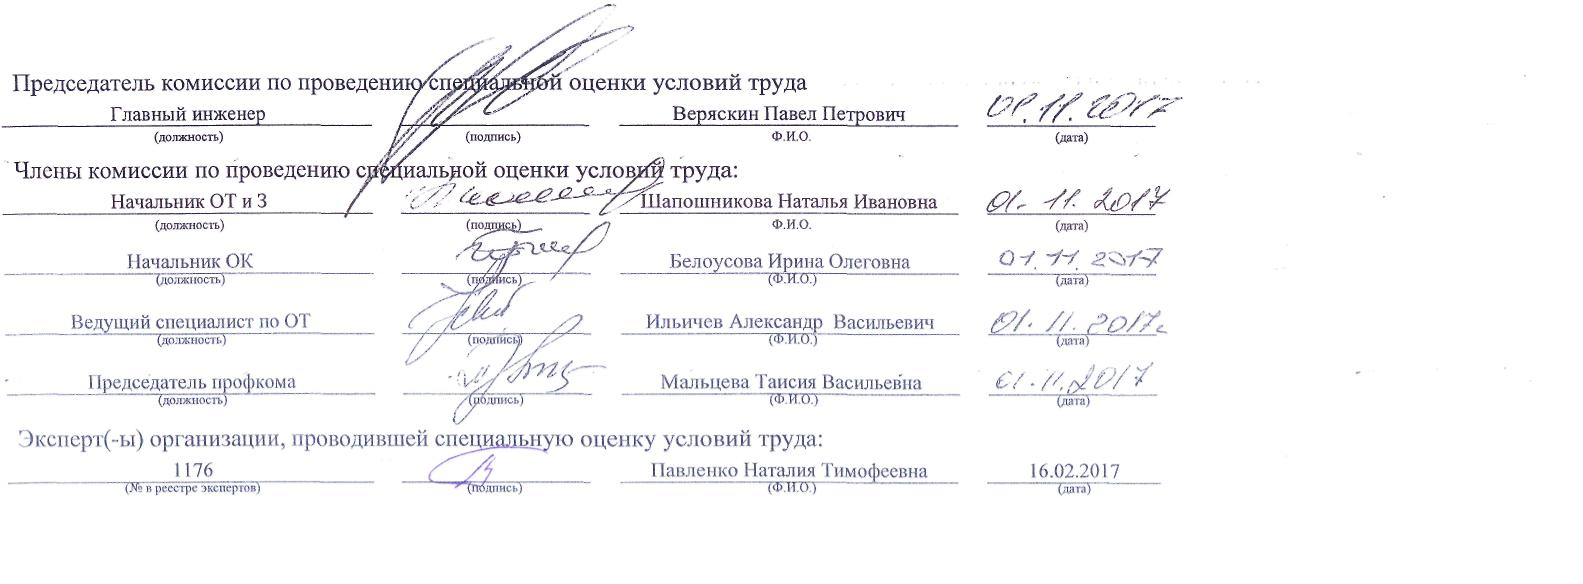 Председатель комиссии по проведению специальной оценки условий труда
Главный инженер Веряскин Павел Петрович 01.11.2017
(должность) (подпись) Ф.И.О. (дата)
Члены комиссии по проведению специальной оценки условий труда:
Начальник ОТ и З Шапошникова Наталья Ивановна 01.11.2017
(должность) (подпись) Ф.И.О. (дата)
Начальник ОК Белоусова Ирина Олеговна 01.11.2017
(должность) (подпись) (Ф.И.О.) (дата)
Ведущий специалист по ОТ Ильичев Александр Васильевич 01.11.2017г
(должность) (подпись) (Ф.И.О.) (дата)
Председатель профкома Мальцева Таисия Васильевна 01.11.2017
(должность) (подпись) (Ф.И.О.) (дата)
Эксперт(-ы) организации, проводившей специальную оценку условий труда:
1176 Павленко Наталия Тимофеевна 16.02.2017
(№ в реестре экспертов) (подпись) (Ф.И.О.) (дата)